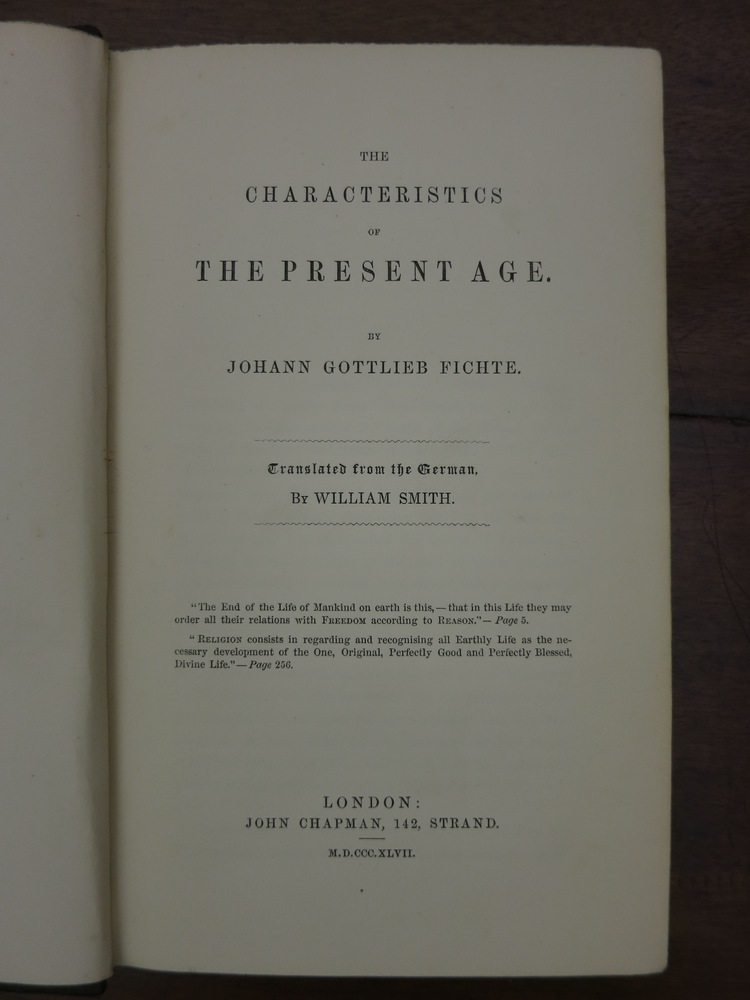 THE
CHARACTERISTICS
OF
THE PRESENT AGE.
BY
JOHANN GOTTLIEB FICHTE.
Translated from the German,
By WILLIAM SMITH.
"The End of the Life of Mankind on earth is this,—that in this Life they may
order all their relations with FREEDOM according to REASON."—Page 5.
"RELIGION consists in regarding and recognising all Earthly Life as the ne-
cessary development of the One, Original, Perfectly Good and Perfectly Blessed,
Divine Life."—Page 256.
LONDON:
JOHN CHAPMAN, 142, STRAND.
M.D.CCC.XLVII.